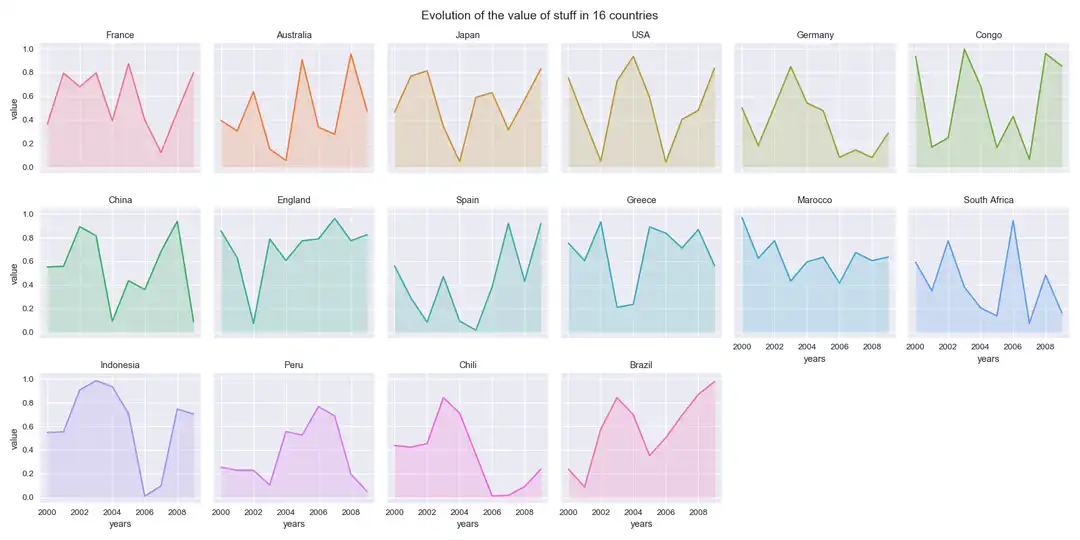 Evolution of the value of stuff in 16 countries
France Australia Japan USA Germany Congo
1.0
0.8
0.6
0.4
0.2
0.0
value
China England Spain Greece Marocco South Africa
1.0
0.8
0.6
0.4
0.2
0.0
value
2000 2002 2004 2006 2008 2000 2002 2004 2006 2008
years years
Indonesia Peru Chili Brazil
1.0
0.8
0.6
0.4
0.2
0.0
value
2000 2002 2004 2006 2008 2000 2002 2004 2006 2008 2000 2002 2004 2006 2008 2000 2002 2004 2006 2008
years years years years